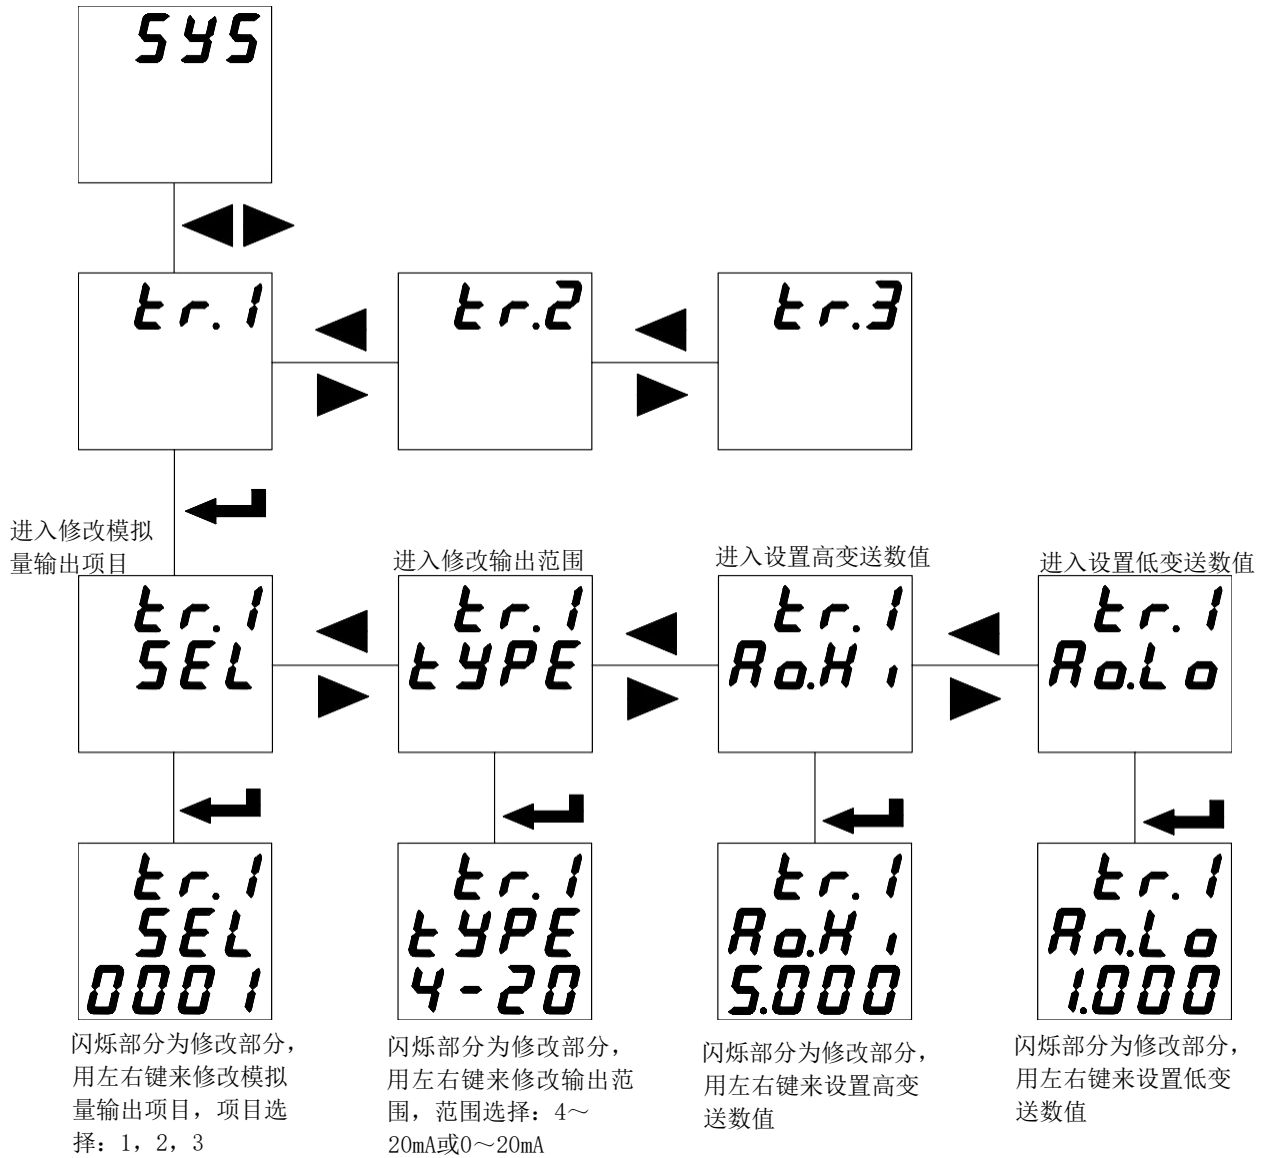 SYS
tr.1
tr.2
tr.3
进入修改模拟
量输出项目
进入修改输出范围
进入设置高变送数值
进入设置低变送数值
tr.1
SEL
tr.1
tYPE
tr.1
Ao.Hi
tr.1
Ao.Lo
tr.1
SEL
0001
tr.1
tYPE
4-20
tr.1
Ao.Hi
5.000
tr.1
An.Lo
1.000
闪烁部分为修改部分，
用左右键来修改模拟
量输出项目，项目选
择：1，2，3
闪烁部分为修改部分，
用左右键来修改输出范
围，范围选择：4～
20mA或0～20mA
闪烁部分为修改部分，
用左右键来设置高变
送数值
闪烁部分为修改部分，
用左右键来设置低变
送数值